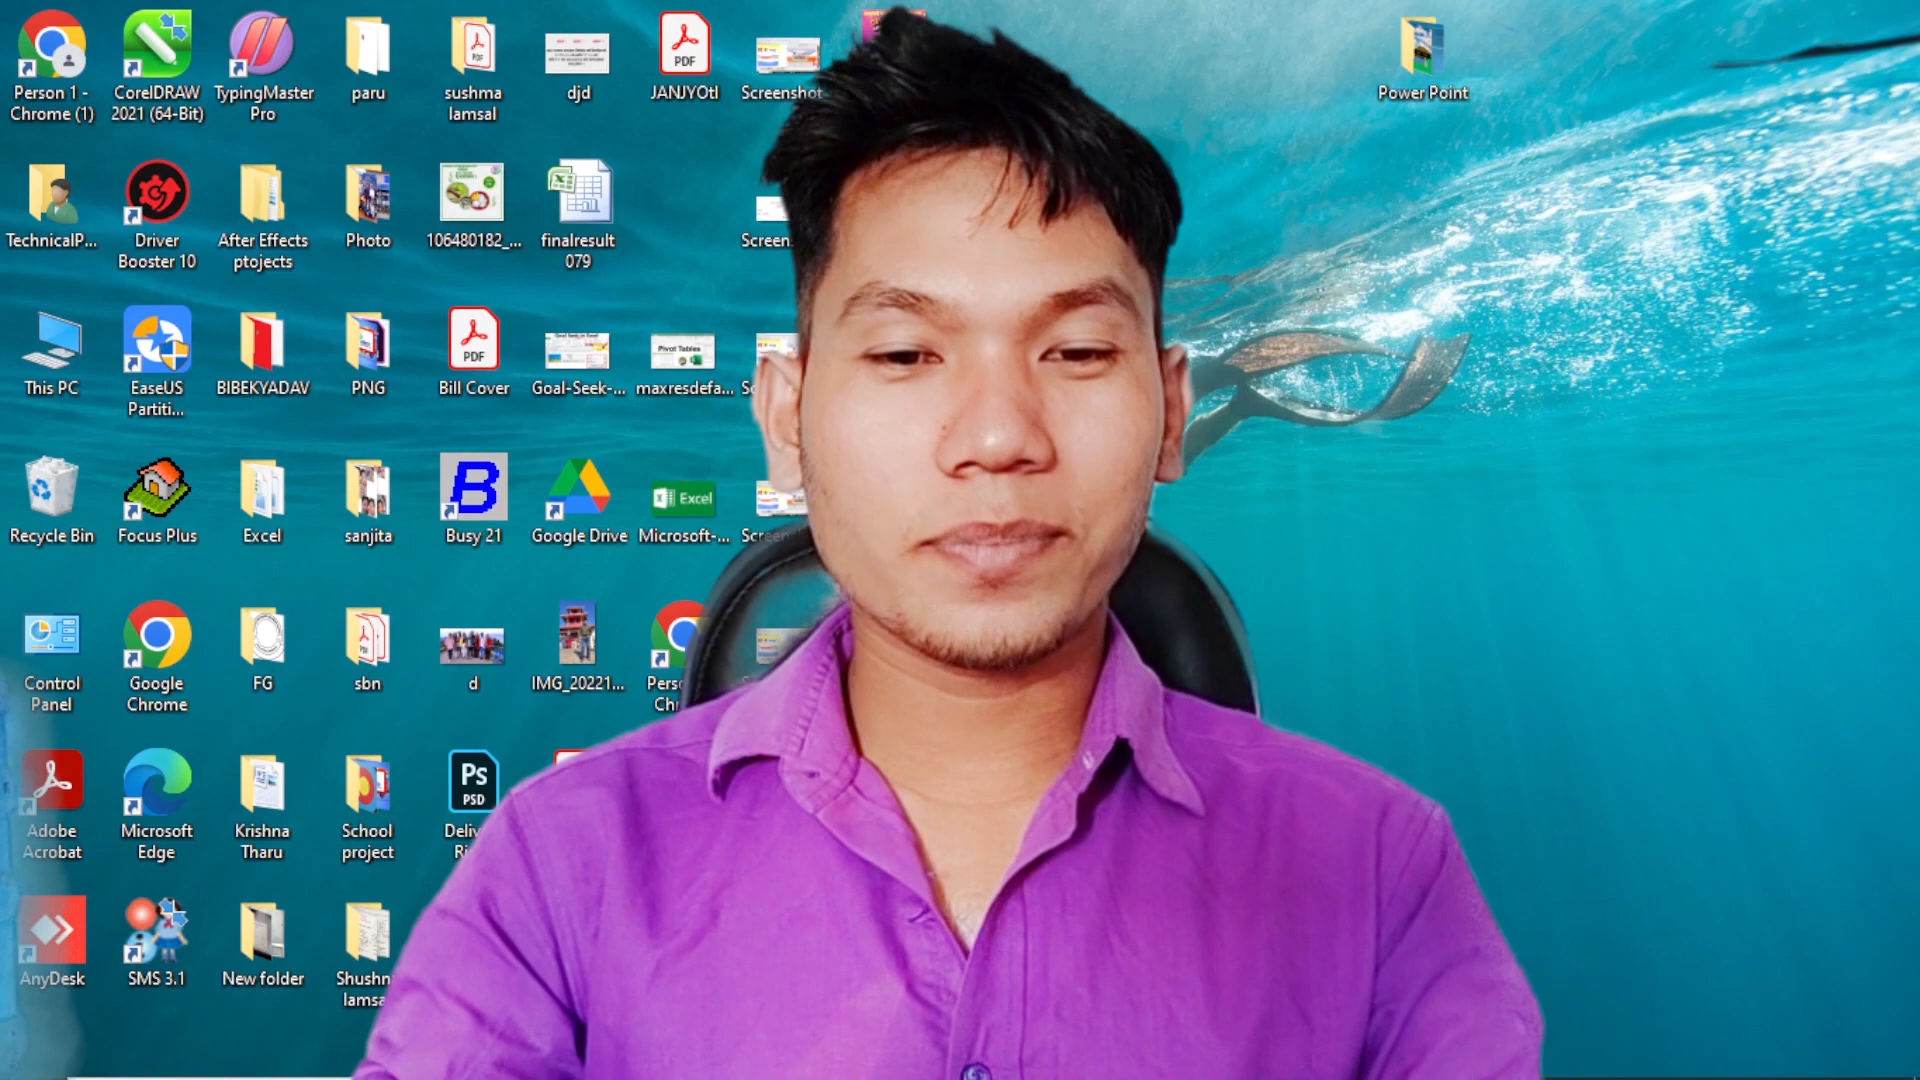 Person 1 -
Chrome (1)
CorelDRAW
2021 (64-Bit)
TypingMaster
Pro
paru
PDF
sushma
lamsal
djd
PDF
JANJYOtI
Screenshot
Power Point
TechnicalP...
Driver
Booster 10
After Effects
ptojects
Photo
106480182_...
finalresult
079
Screen
This PC
EaseUS
Partiti...
BIBEKYADAV
PNG
PDF
Bill Cover
Goal-Seek-...
Pivot Tables
maxresdefa...
Recycle Bin
Focus Plus
Excel
sanjita
B
Busy 21
Google Drive
Excel
Microsoft-...
Control
Panel
Google
Chrome
FG
sbn
d
IMG_20221...
Adobe
Acrobat
Microsoft
Edge
Krishna
Tharu
School
project
Ps
PSD
AnyDesk
SMS 3.1
New folder